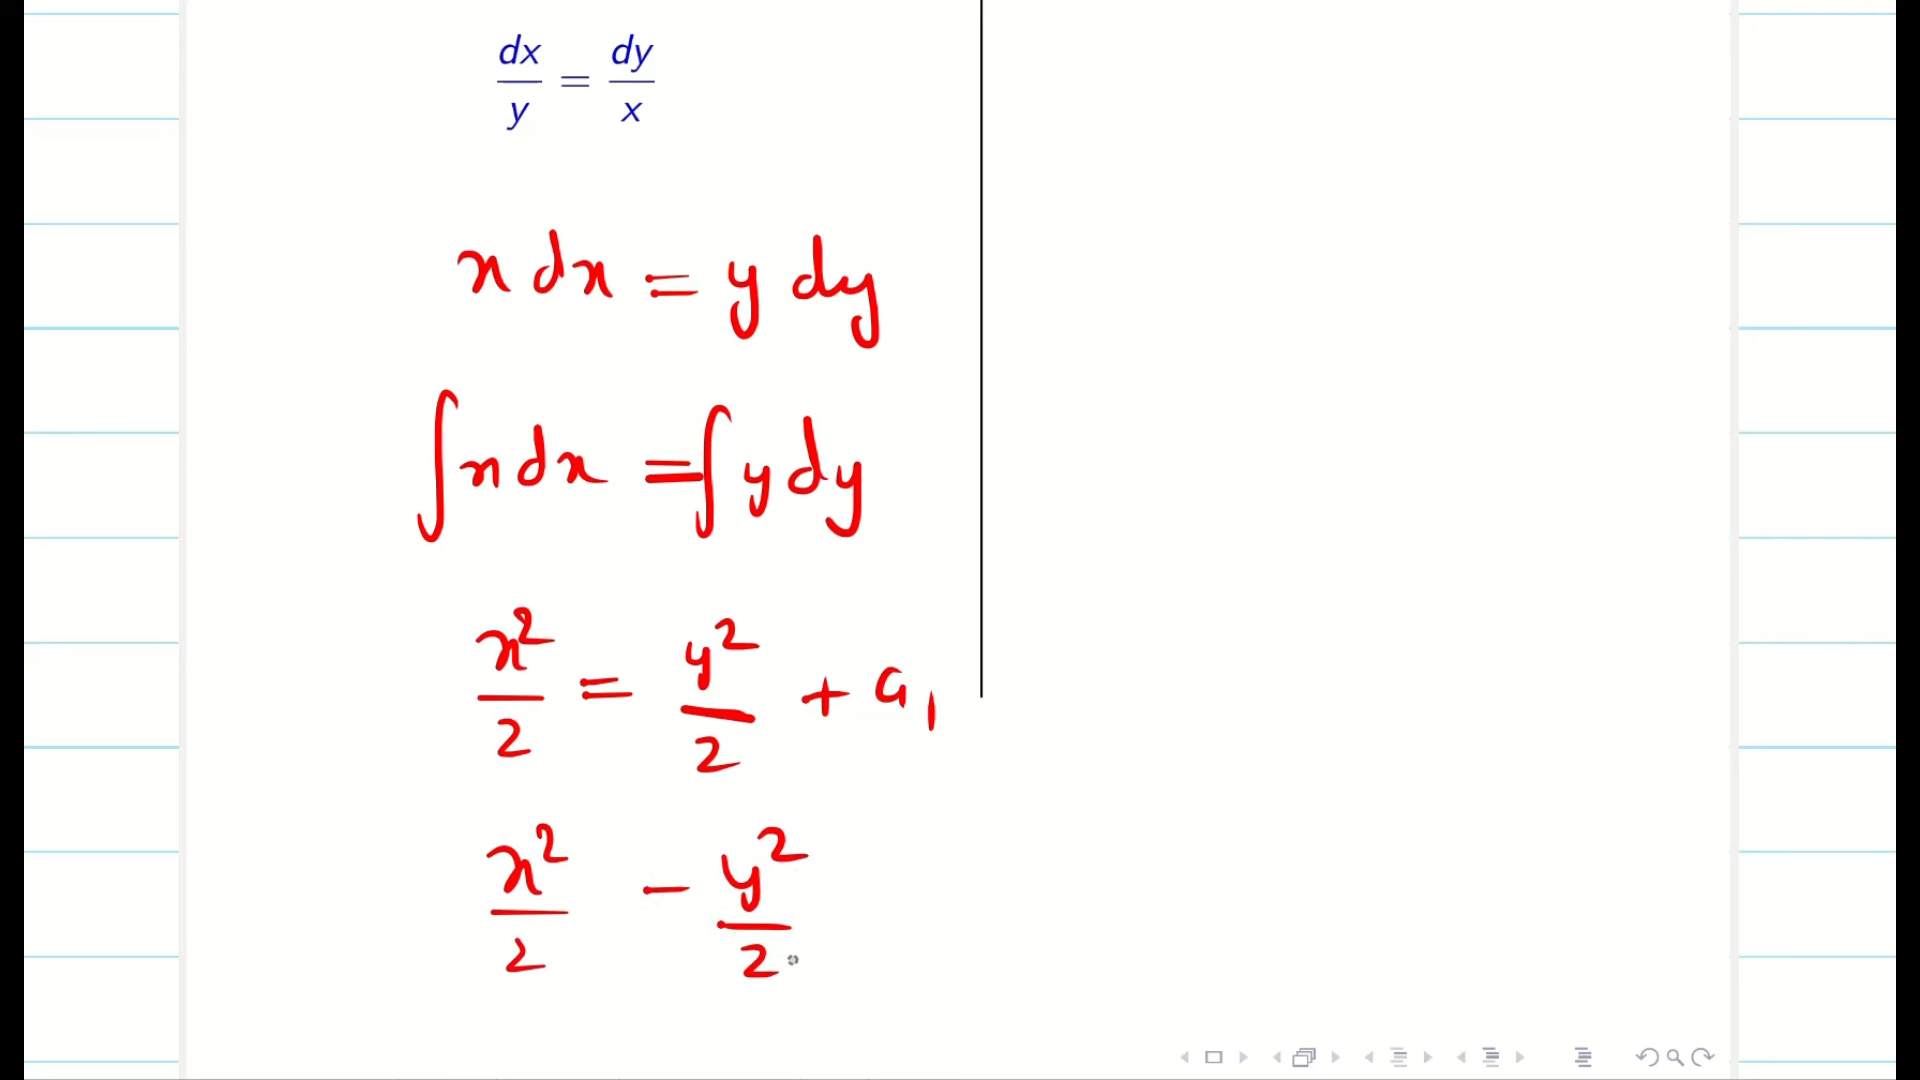 dx/y = dy/x
x dx = y dy
∫x dx = ∫y dy
x²/2 = y²/2 + a₁
x²/2 - y²/2